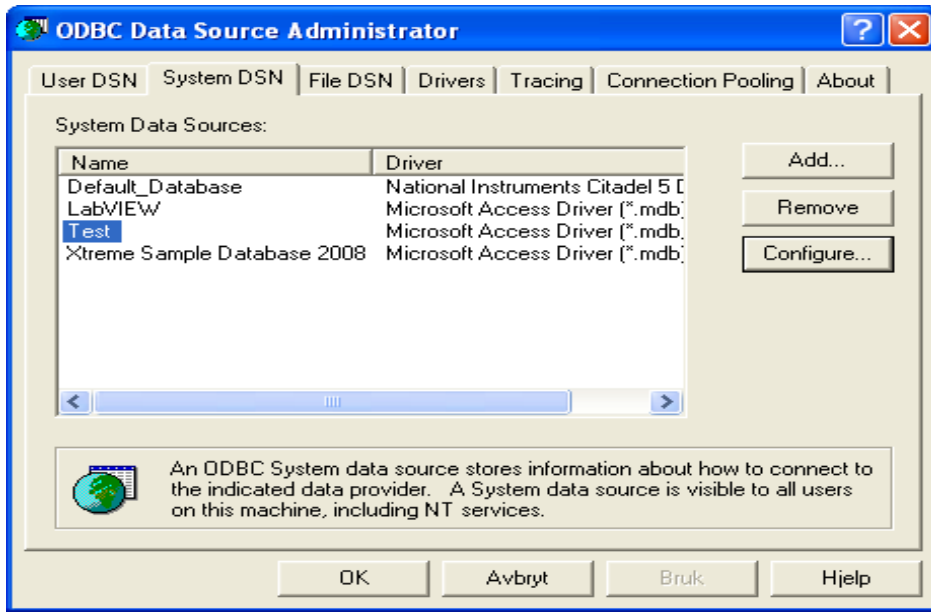 ODBC Data Source Administrator
User DSN System DSN File DSN Drivers Tracing Connection Pooling About
System Data Sources:
Name Driver
Default_Database National Instruments Citadel 5 D
LabVIEW Microsoft Access Driver (*.mdb)
Test Microsoft Access Driver (*.mdb)
Xtreme Sample Database 2008 Microsoft Access Driver (*.mdb)
Add...
Remove
Configure...
An ODBC System data source stores information about how to connect to
the indicated data provider. A System data source is visible to all users
on this machine, including NT services.
OK Avbryt Bruk Hjelp